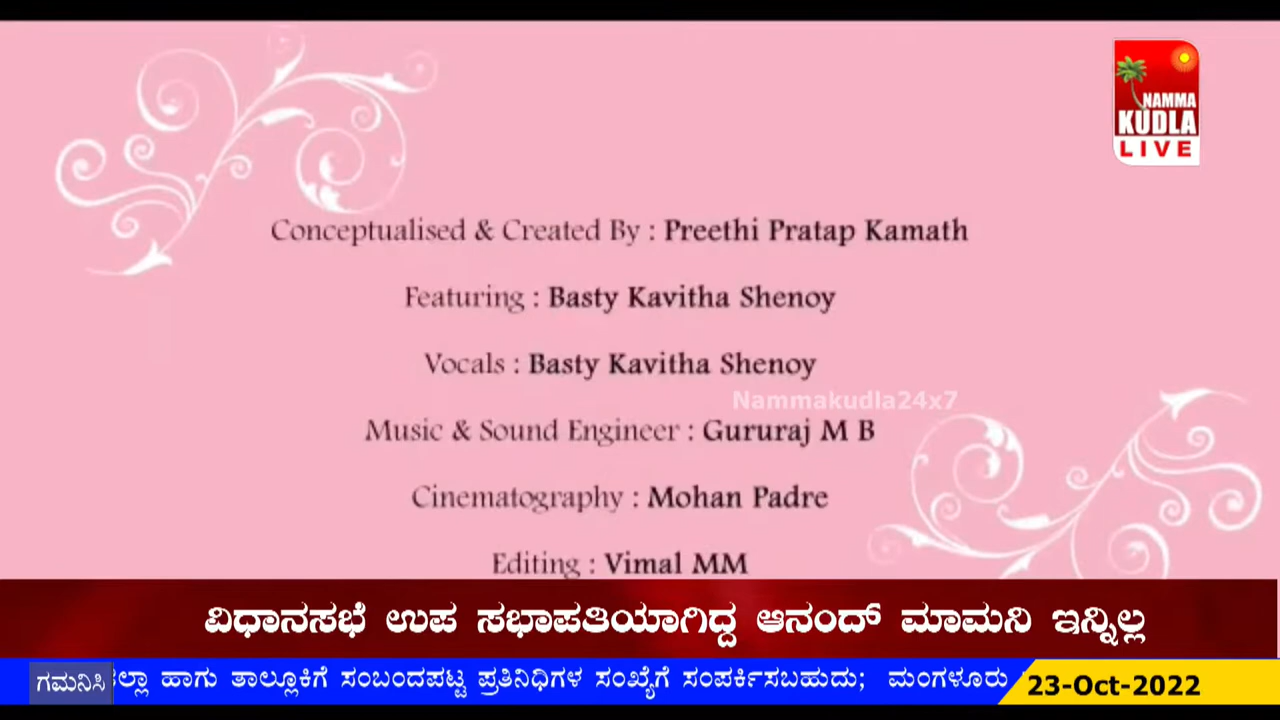 NAMMA
KUDLA
LIVE
Conceptualised & Created By : Preethi Pratap Kamath
Featuring : Basty Kavitha Shenoy
Vocals : Basty Kavitha Shenoy
Nammakudla24x7
Music & Sound Engineer : Gururaj M B
Cinematography : Mohan Padre
Editing : Vimal MM
ವಿಧಾನಸಭೆ ಉಪ ಸಭಾಪತಿಯಾಗಿದ್ದ ಆನಂದ್ ಮಾಮನಿ ಇನ್ನಿಲ್ಲ
ಗಮನಿಸಿ ಹಾಗು ತಾಲ್ಲೂಕಿಗೆ ಸಂಬಂದಪಟ್ಟ ಪ್ರತಿನಿಧಿಗಳ ಸಂಖ್ಯೆಗೆ ಸಂಪರ್ಕಿಸಬಹುದು; ಮಂಗಳೂರು 23-Oct-2022